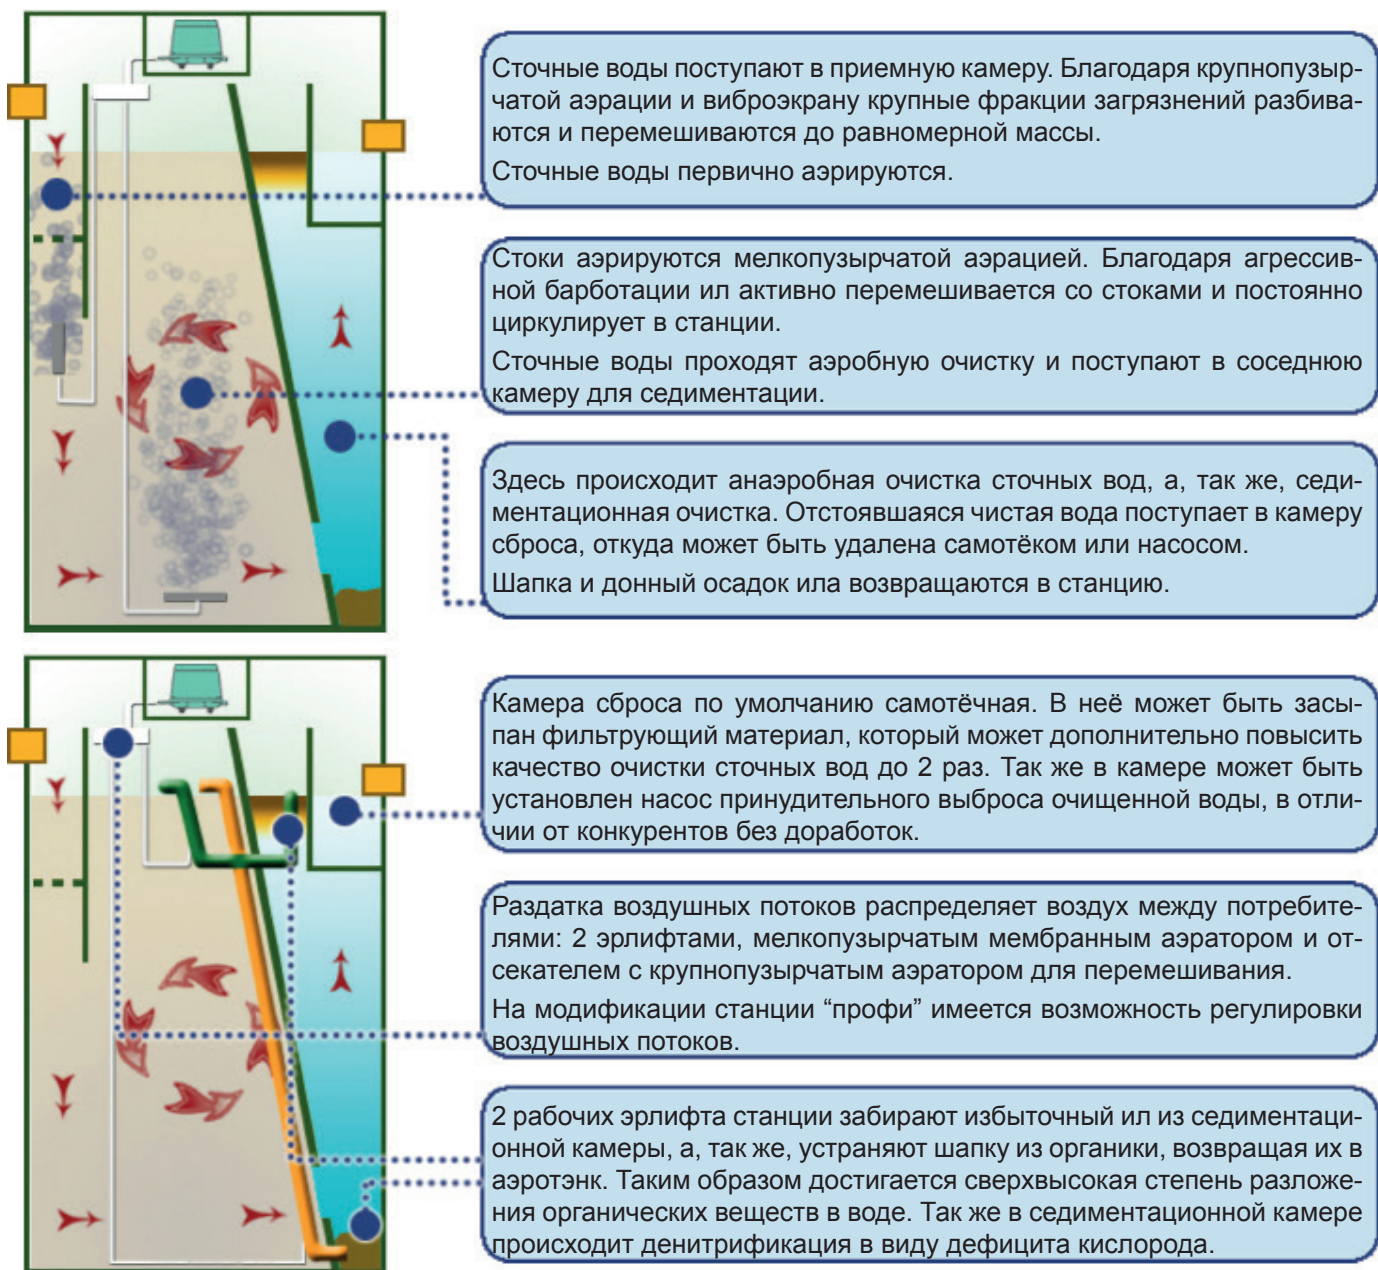 Сточные воды поступают в приемную камеру. Благодаря крупнопузыр-
чатой аэрации и виброэкрану крупные фракции загрязнений разбива-
ются и перемешиваются до равномерной массы.
Сточные воды первично аэрируются.
Стоки аэрируются мелкопузырчатой аэрацией. Благодаря агрессив-
ной барботации ил активно перемешивается со стоками и постоянно
циркулирует в станции.
Сточные воды проходят аэробную очистку и поступают в соседнюю
камеру для седиментации.
Здесь происходит анаэробная очистка сточных вод, а, так же, седи-
ментационная очистка. Отстоявшаяся чистая вода поступает в камеру
сброса, откуда может быть удалена самотёком или насосом.
Шапка и донный осадок ила возвращаются в станцию.
Камера сброса по умолчанию самотёчная. В неё может быть засы-
пан фильтрующий материал, который может дополнительно повысить
качество очистки сточных вод до 2 раз. Так же в камере может быть
установлен насос принудительного выброса очищенной воды, в отли-
чии от конкурентов без доработок.
Раздатка воздушных потоков распределяет воздух между потребите-
лями: 2 эрлифтами, мелкопузырчатым мембранным аэратором и от-
секателем с крупнопузырчатым аэратором для перемешивания.
На модификации станции “профи” имеется возможность регулировки
воздушных потоков.
2 рабочих эрлифта станции забирают избыточный ил из седиментаци-
онной камеры, а, так же, устраняют шапку из органики, возвращая их в
аэротэнк. Таким образом достигается сверхвысокая степень разложе-
ния органических веществ в воде. Так же в седиментационной камере
происходит денитрификация в виду дефицита кислорода.